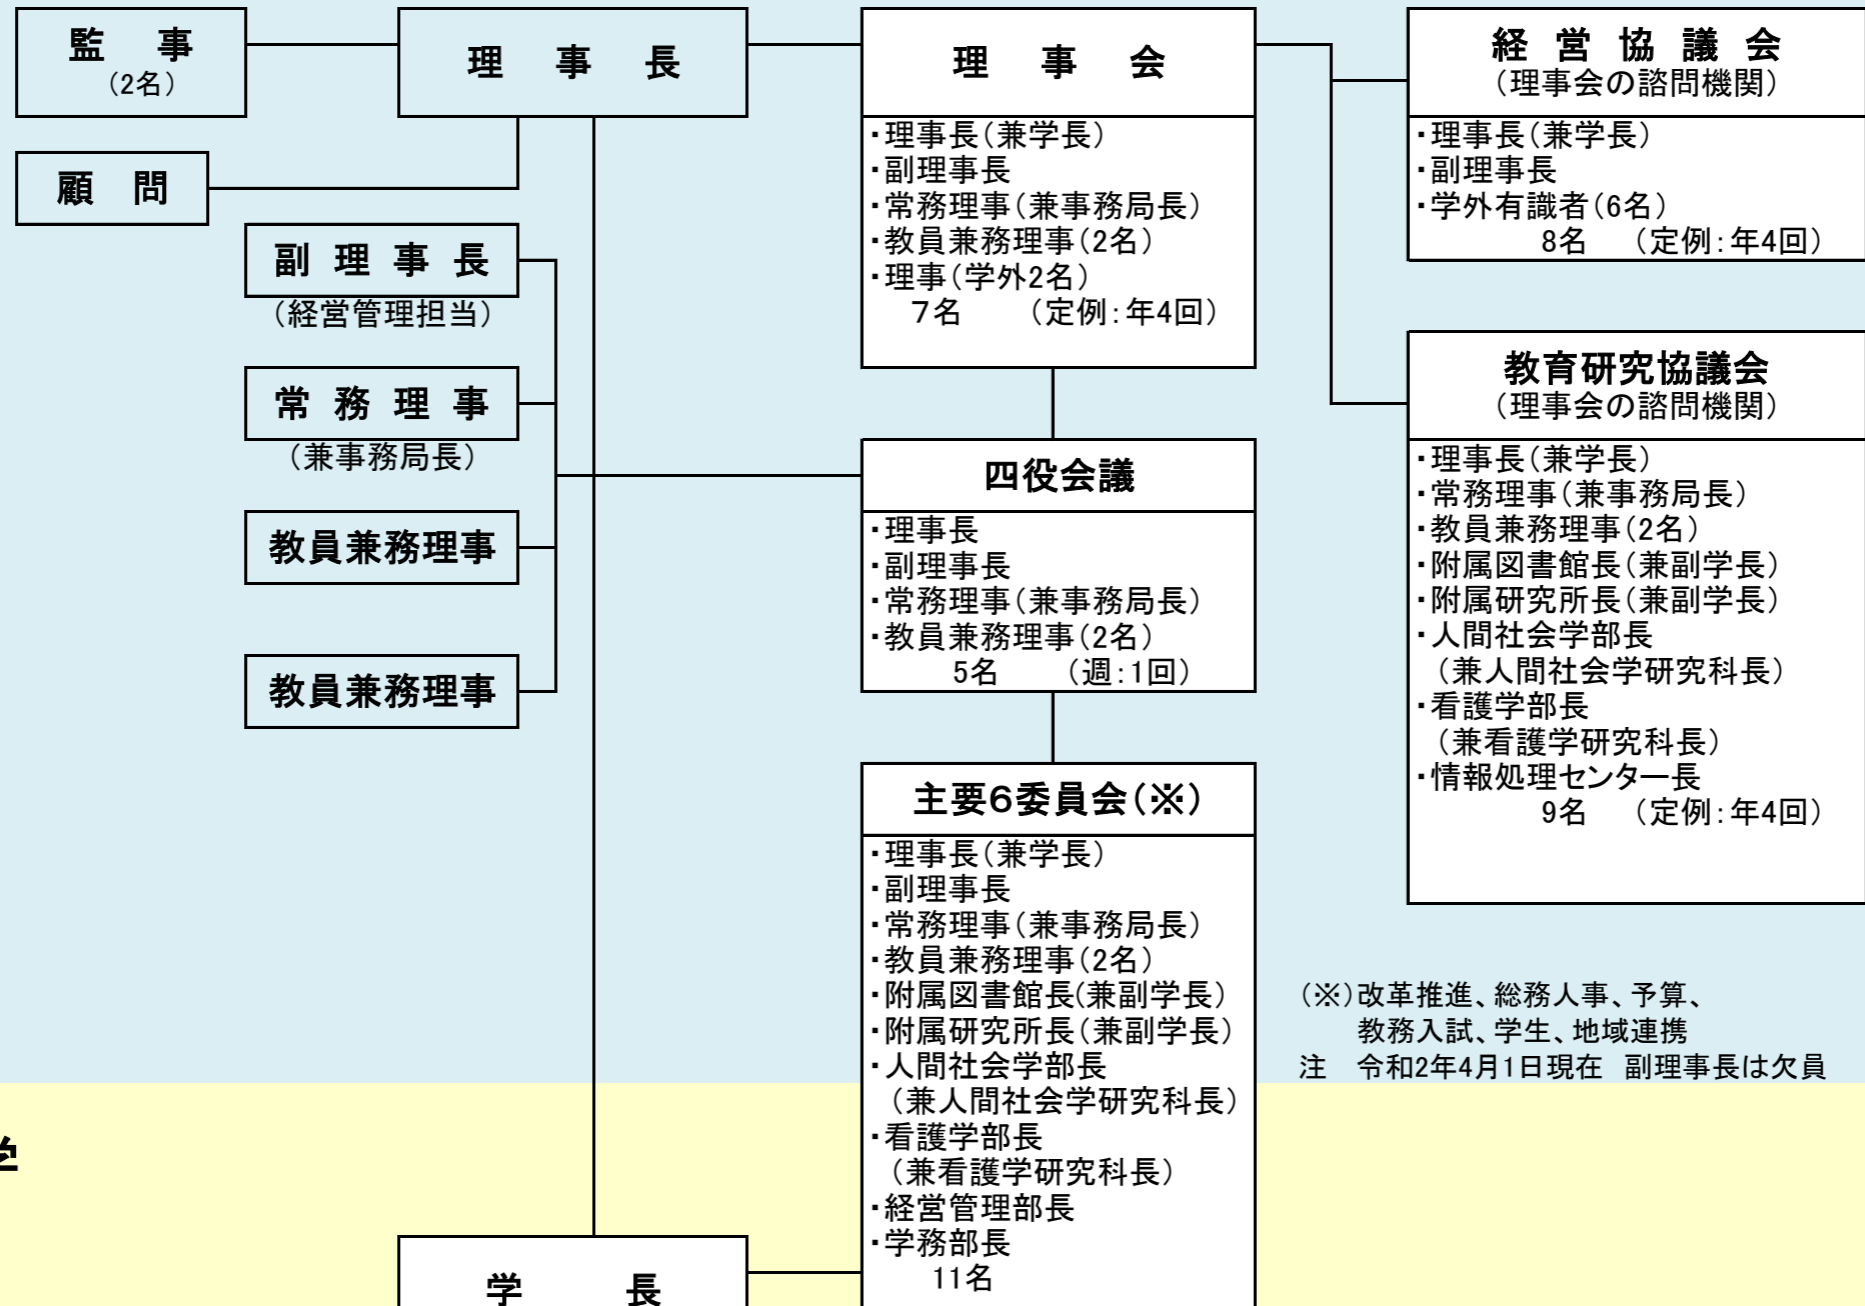 監　事
(2名)
顧　問
理　事　長
副 理 事 長
(経営管理担当)
常 務 理 事
(兼事務局長)
教員兼務理事
教員兼務理事
理　事　会
・理事長(兼学長)
・副理事長
・常務理事(兼事務局長)
・教員兼務理事(2名)
・理事(学外2名)
７名　　(定例：年4回)
四役会議
・理事長
・副理事長
・常務理事(兼事務局長)
・教員兼務理事(2名)
5名　　(週：1回)
主要６委員会(※)
・理事長(兼学長)
・副理事長
・常務理事(兼事務局長)
・教員兼務理事(2名)
・附属図書館長(兼副学長)
・附属研究所長(兼副学長)
・人間社会学部長
(兼人間社会学研究科長)
・看護学部長
(兼看護学研究科長)
・経営管理部長
・学務部長
11名
経 営 協 議 会
(理事会の諮問機関)
・理事長(兼学長)
・副理事長
・学外有識者(6名)
8名　(定例：年4回)
教育研究協議会
(理事会の諮問機関)
・理事長(兼学長)
・常務理事(兼事務局長)
・教員兼務理事(2名)
・附属図書館長(兼副学長)
・附属研究所長(兼副学長)
・人間社会学部長
(兼人間社会学研究科長)
・看護学部長
(兼看護学研究科長)
・情報処理センター長
9名　(定例：年4回)
(※)改革推進、総務人事、予算、
教務入試、学生、地域連携
注　令和2年4月1日現在　副理事長は欠員
学
学　　長